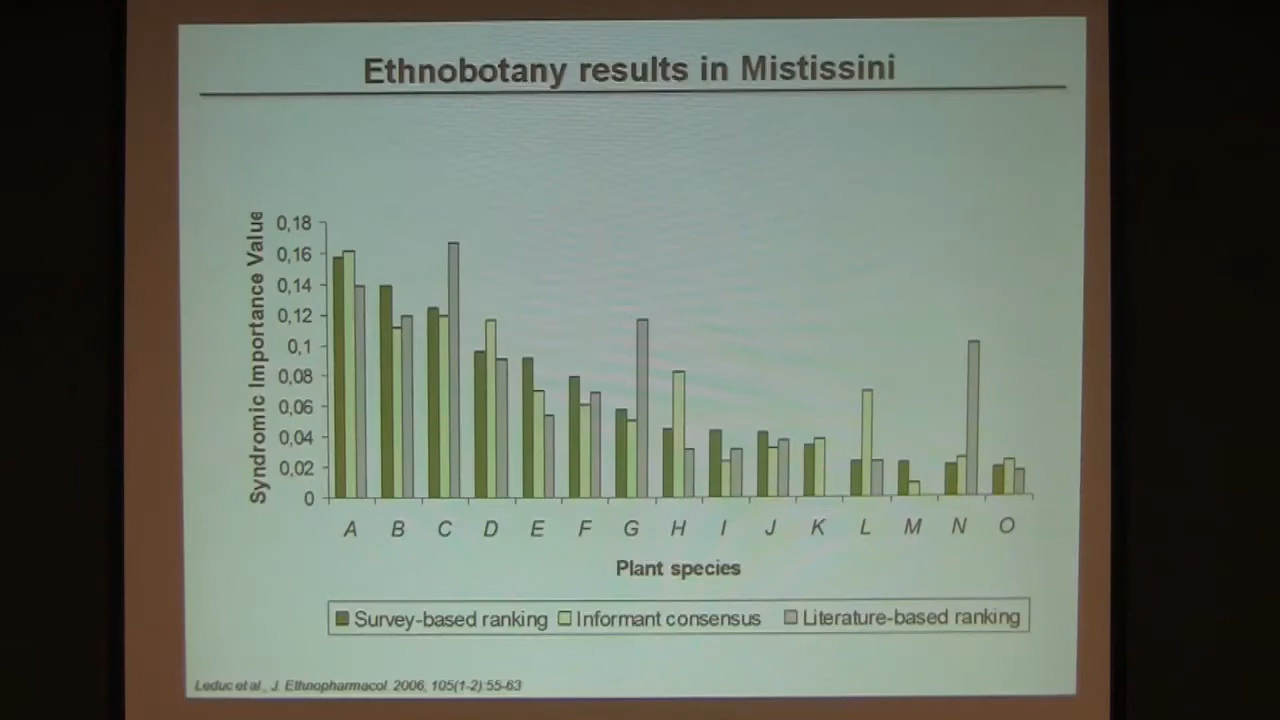 Ethnobotany results in Mistissini
Syndromic Importance Value
0,18
0,16
0,14
0,12
0,1
0,08
0,06
0,04
0,02
0
A B C D E F G H I J K L M N O
Plant species
Survey-based ranking Informant consensus Literature-based ranking
Leduc et al., J. Ethnopharmacol. 2006, 105(1-2):55-63